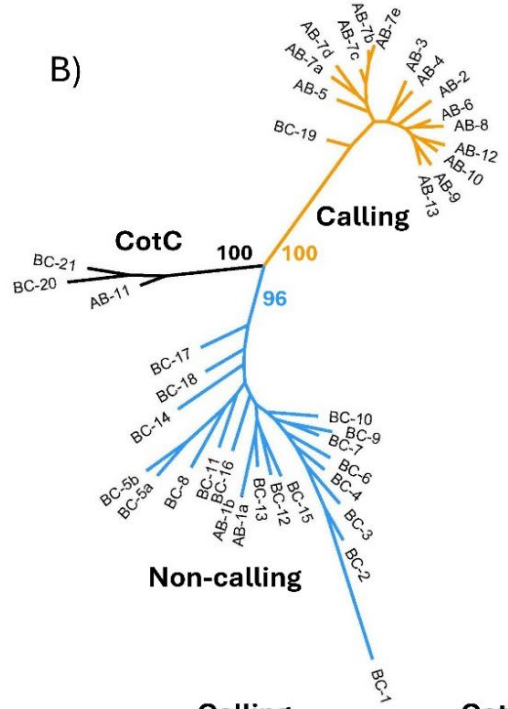 B)
AB-7e
AB-7b
AB-7c
AB-7d
AB-7a
AB-5
BC-19
AB-3
AB-4
AB-2
AB-6
AB-8
AB-12
AB-10
AB-9
AB-13
Calling
CotC
100
100
BC-21
BC-20
AB-11
96
BC-17
BC-18
BC-14
BC-5b
BC-5a
BC-8
BC-11
BC-16
AB-1b
AB-1a
BC-13
BC-12
BC-15
BC-10
BC-9
BC-7
BC-6
BC-4
BC-3
BC-2
BC-1
Non-calling
Calling